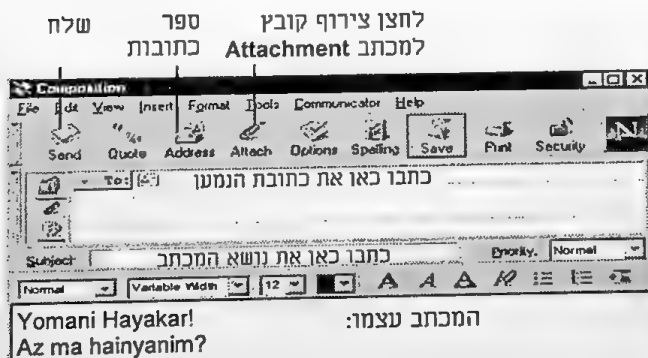 לחצן צירוף קובץ
למכתב Attachment
ספר
כתובות
שלח
Composition
File Edit View Insert Format Tools Communicator Help
Send Quote Address Attach Options Spelling Save Print Security N
To: כתבו כאן את כתובת הנמען
Subject: כתבו כאן את נושא המכתב Priority: Normal
Normal Variable Width 12 A A A
המכתב עצמו:
Yomani Hayakar!
Az ma hainyanim?